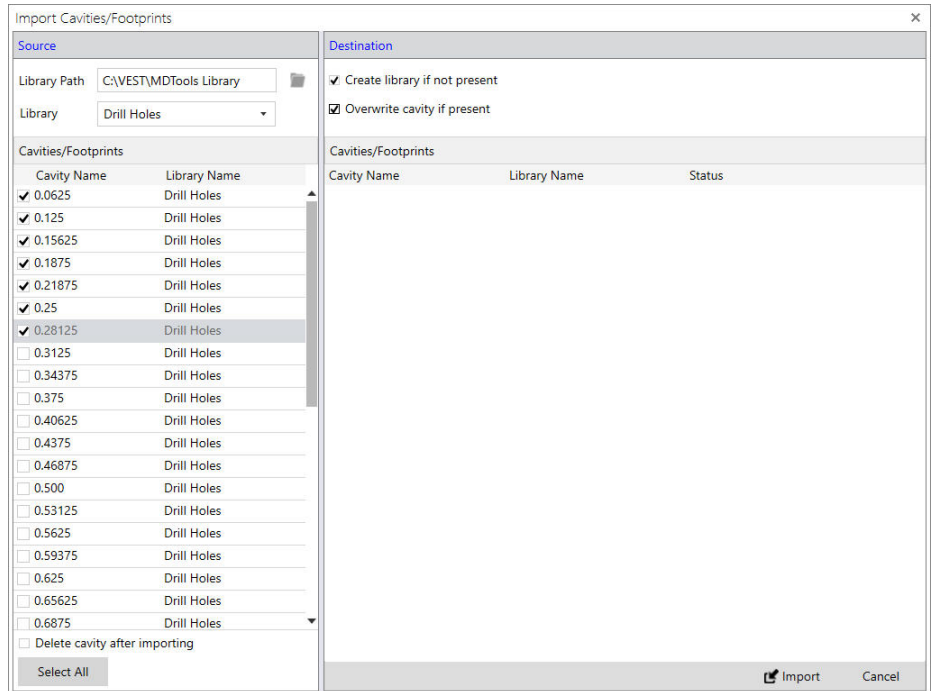 Import Cavities/Footprints
Source
Library Path C:\VEST\MDTools Library
Library Drill Holes
Cavities/Footprints
Cavity Name Library Name
0.0625 Drill Holes
0.125 Drill Holes
0.15625 Drill Holes
0.1875 Drill Holes
0.21875 Drill Holes
0.25 Drill Holes
0.28125 Drill Holes
0.3125 Drill Holes
0.34375 Drill Holes
0.375 Drill Holes
0.40625 Drill Holes
0.4375 Drill Holes
0.46875 Drill Holes
0.500 Drill Holes
0.53125 Drill Holes
0.5625 Drill Holes
0.59375 Drill Holes
0.625 Drill Holes
0.65625 Drill Holes
0.6875 Drill Holes
Delete cavity after importing
Select All
Destination
Create library if not present
Overwrite cavity if present
Cavities/Footprints
Cavity Name Library Name Status
Import Cancel